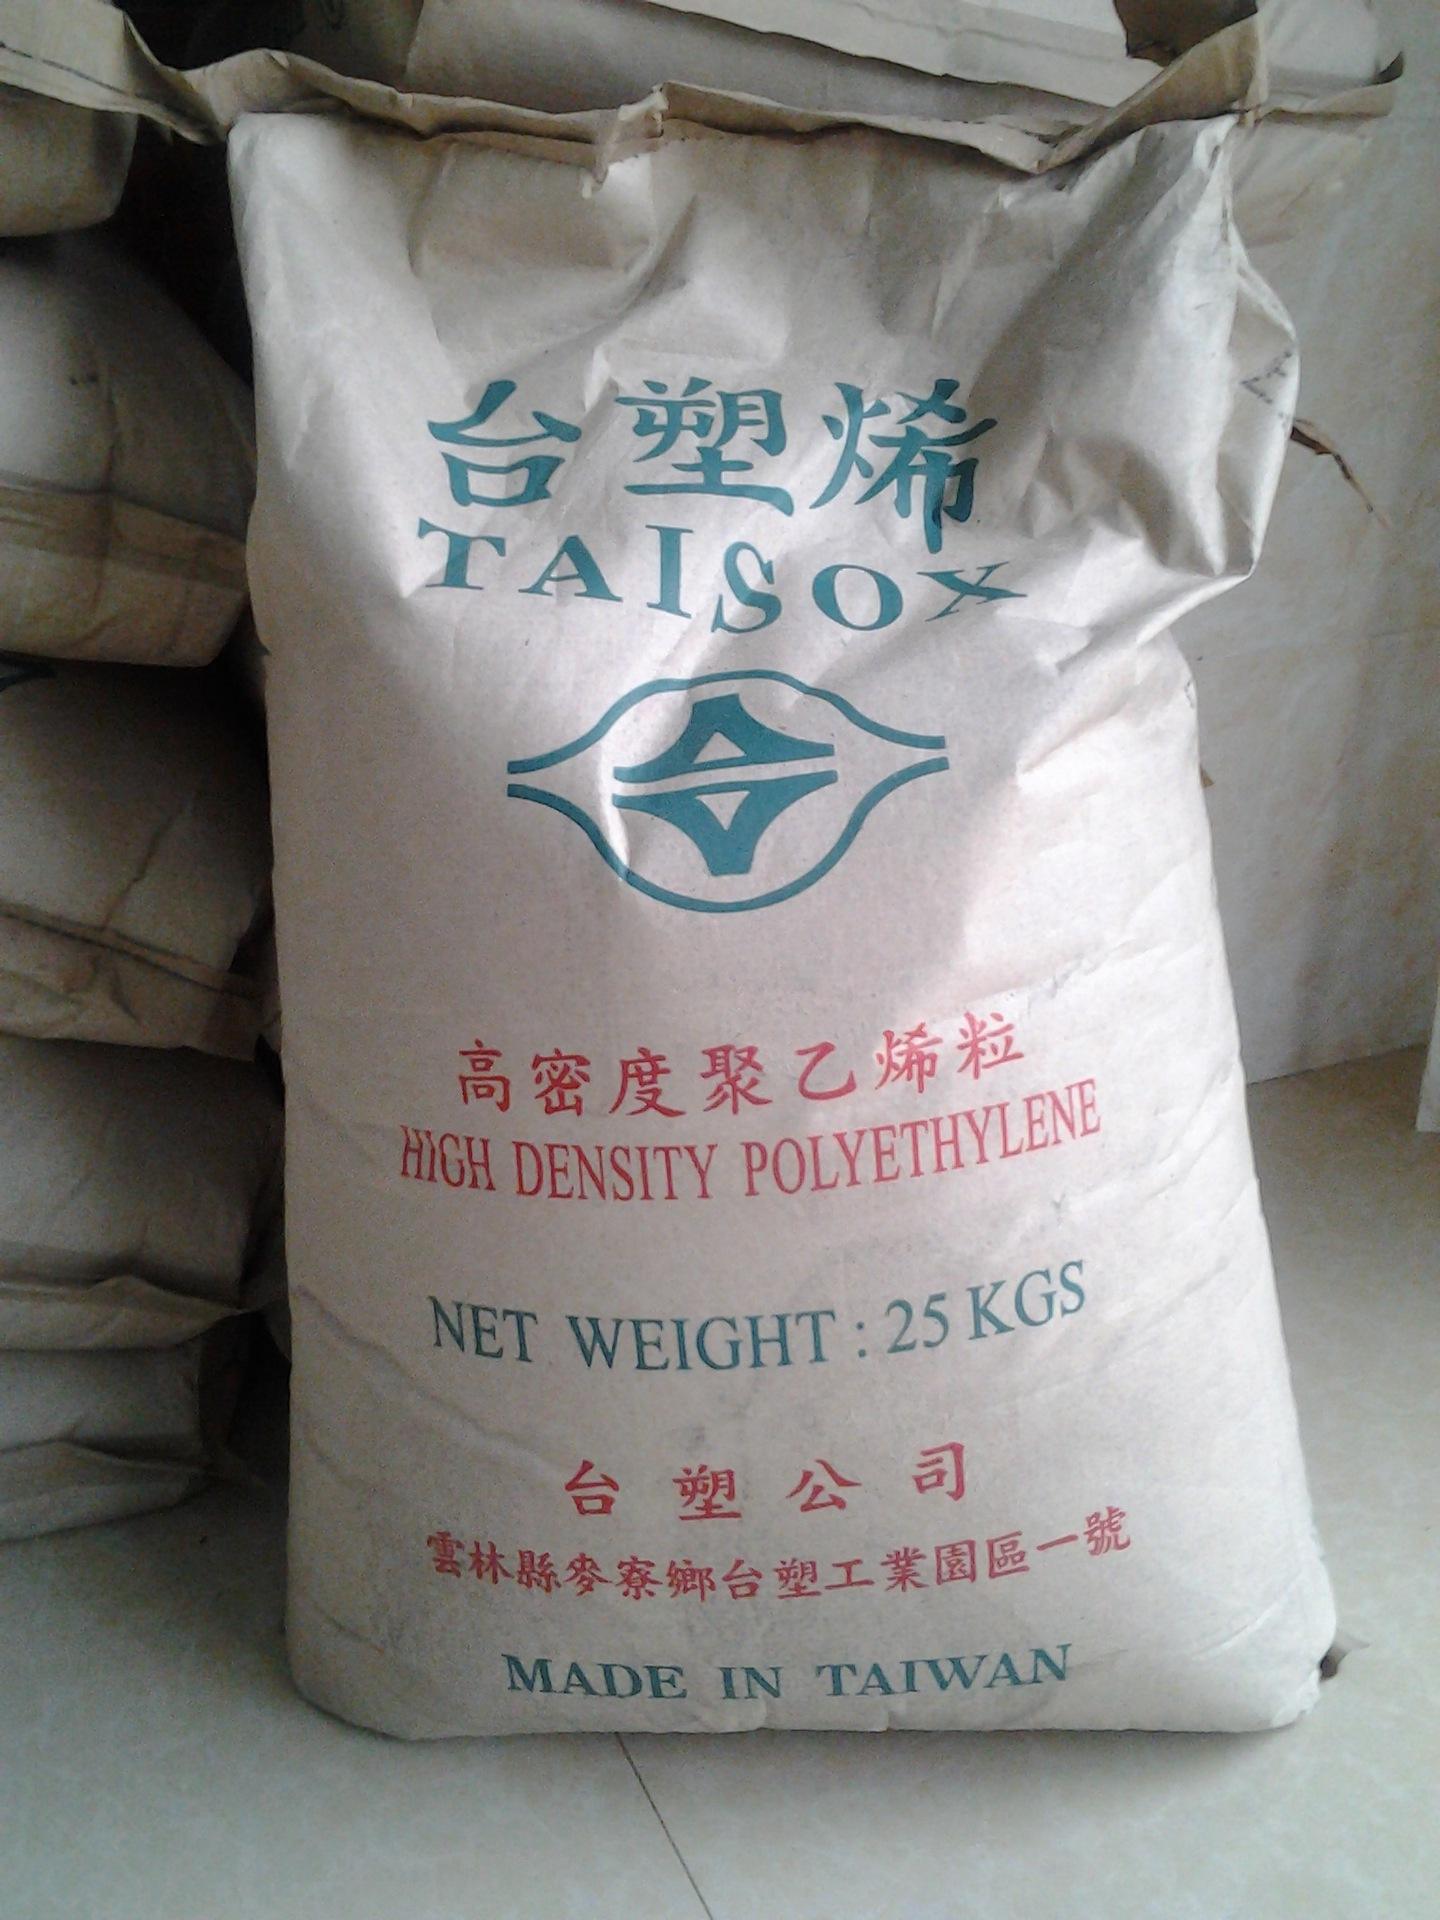 台塑烯
TAISOX
高密度聚乙烯粒
HIGH DENSITY POLYETHYLENE
NET WEIGHT : 25 KGS
台塑公司
雲林縣麥寮鄉台塑工業園區一號
MADE IN TAIWAN